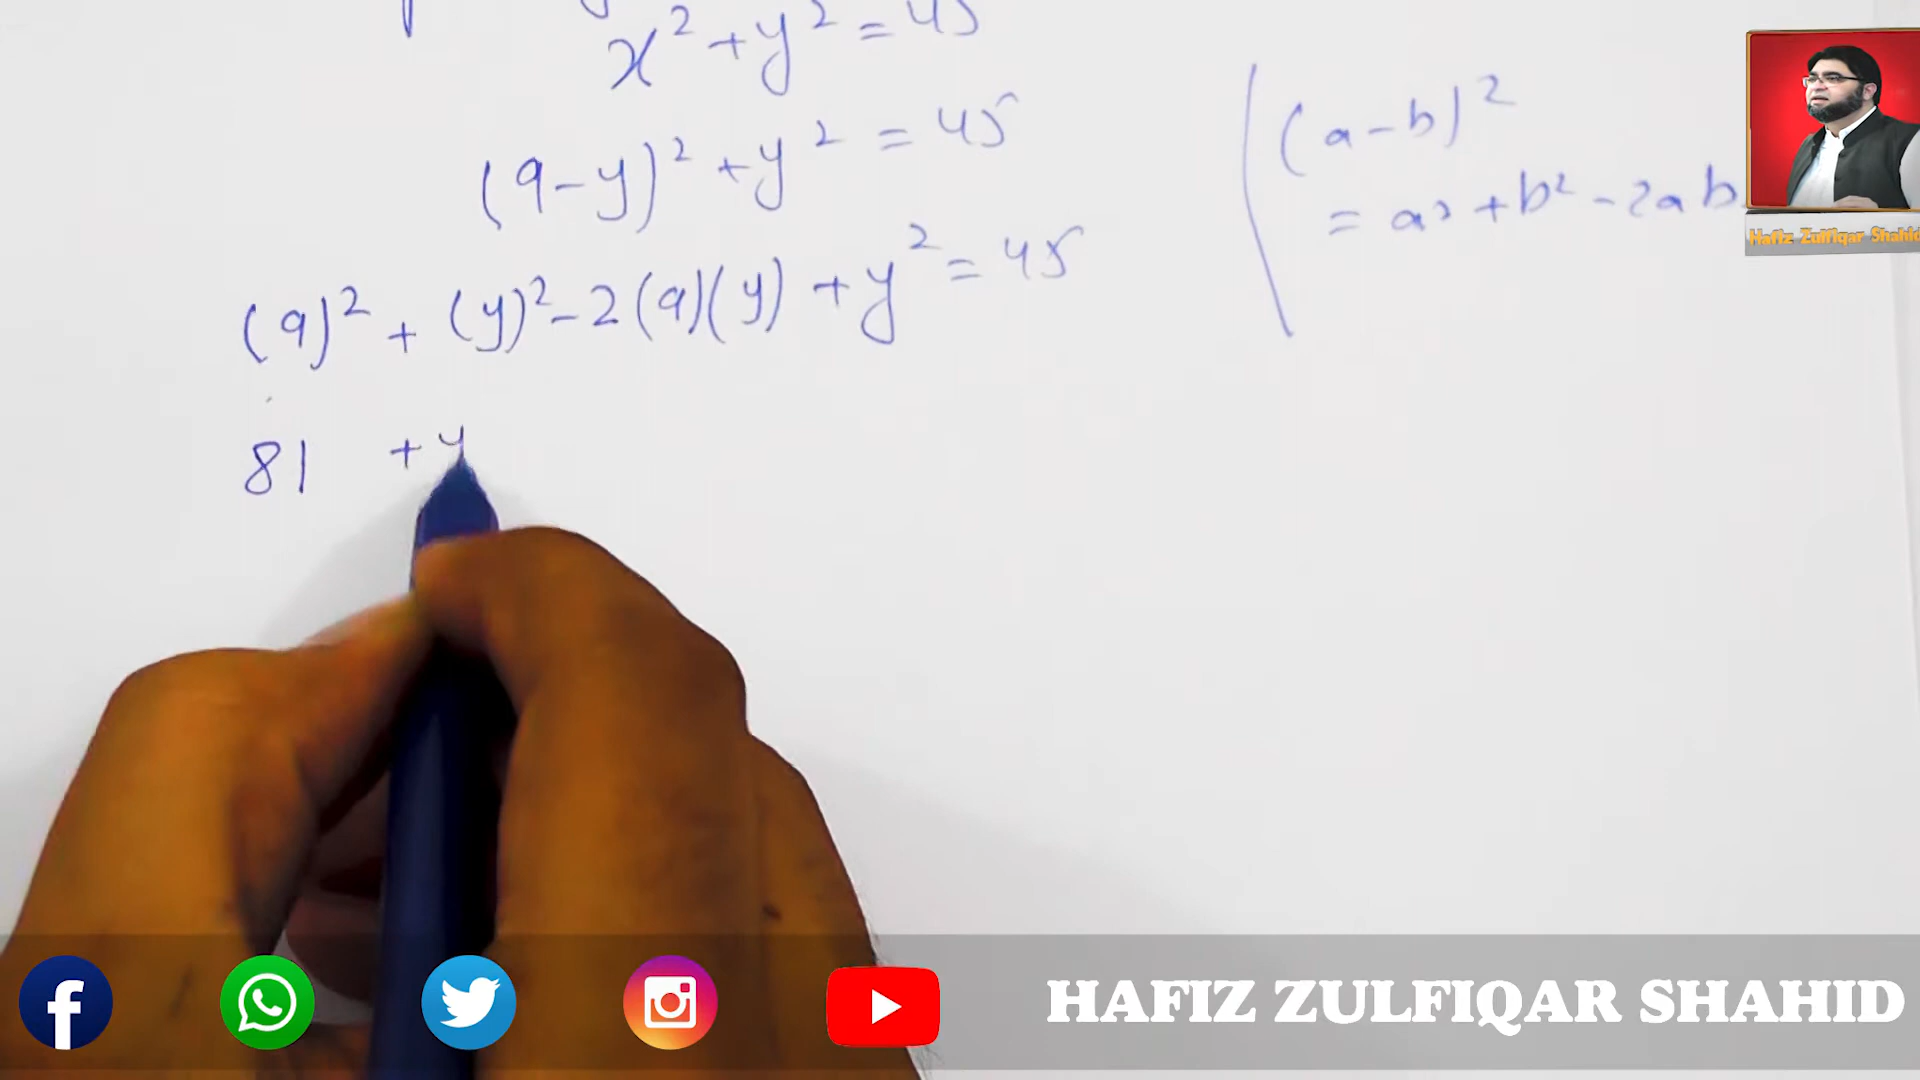 x² + y² = 45
(9 - y)² + y² = 45
(9)² + (y)² - 2(9)(y) + y² = 45
81 + y
(a - b)²
= a² + b² - 2ab
Hafiz Zulfiqar Shahid
HAFIZ ZULFIQAR SHAHID